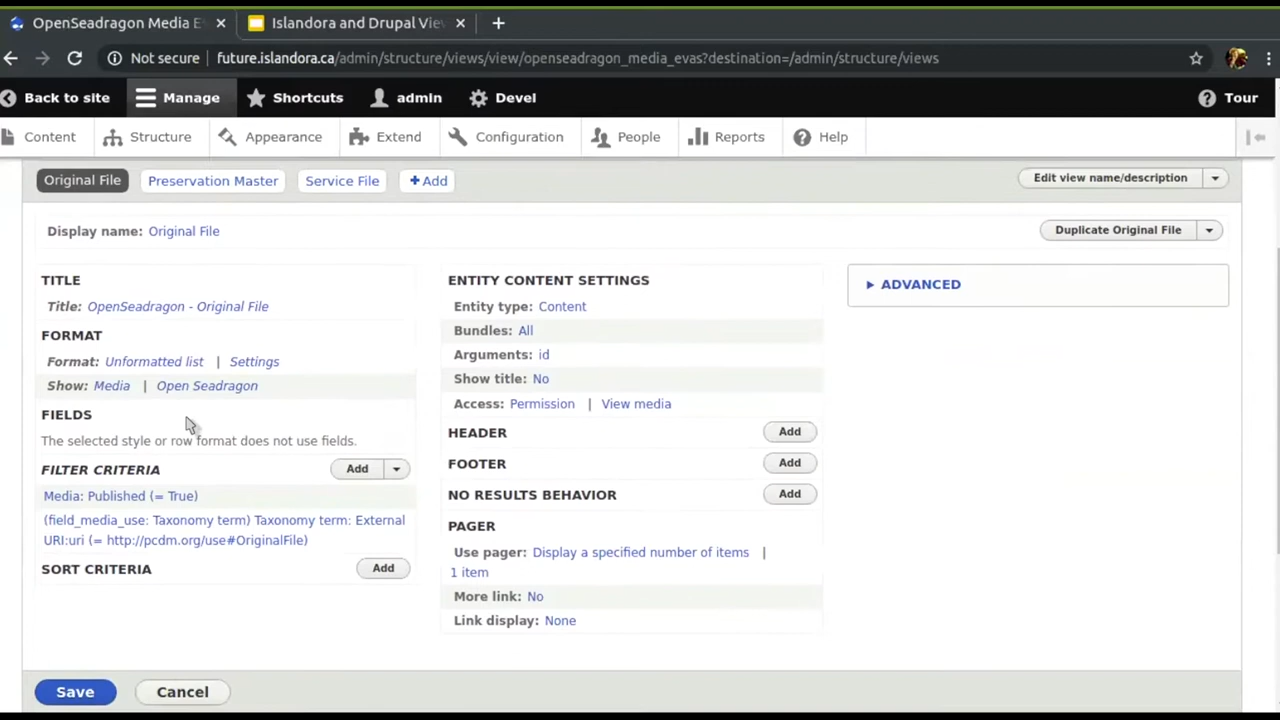 OpenSeadragon Media E
Islandora and Drupal Vie
Not secure | future.islandora.ca/admin/structure/views/view/openseadragon_media_evas?destination=/admin/structure/views
Back to site Manage Shortcuts admin Devel Tour
Content Structure Appearance Extend Configuration People Reports Help
Original File Preservation Master Service File + Add Edit view name/description
Display name: Original File Duplicate Original File
TITLE
Title: OpenSeadragon - Original File
FORMAT
Format: Unformatted list | Settings
Show: Media | Open Seadragon
FIELDS
The selected style or row format does not use fields.
FILTER CRITERIA Add
Media: Published (= True)
(field_media_use: Taxonomy term) Taxonomy term: External
URI:uri (= http://pcdm.org/use#OriginalFile)
SORT CRITERIA Add
ENTITY CONTENT SETTINGS
Entity type: Content
Bundles: All
Arguments: id
Show title: No
Access: Permission | View media
HEADER Add
FOOTER Add
NO RESULTS BEHAVIOR Add
PAGER
Use pager: Display a specified number of items |
1 item
More link: No
Link display: None
ADVANCED
Save Cancel